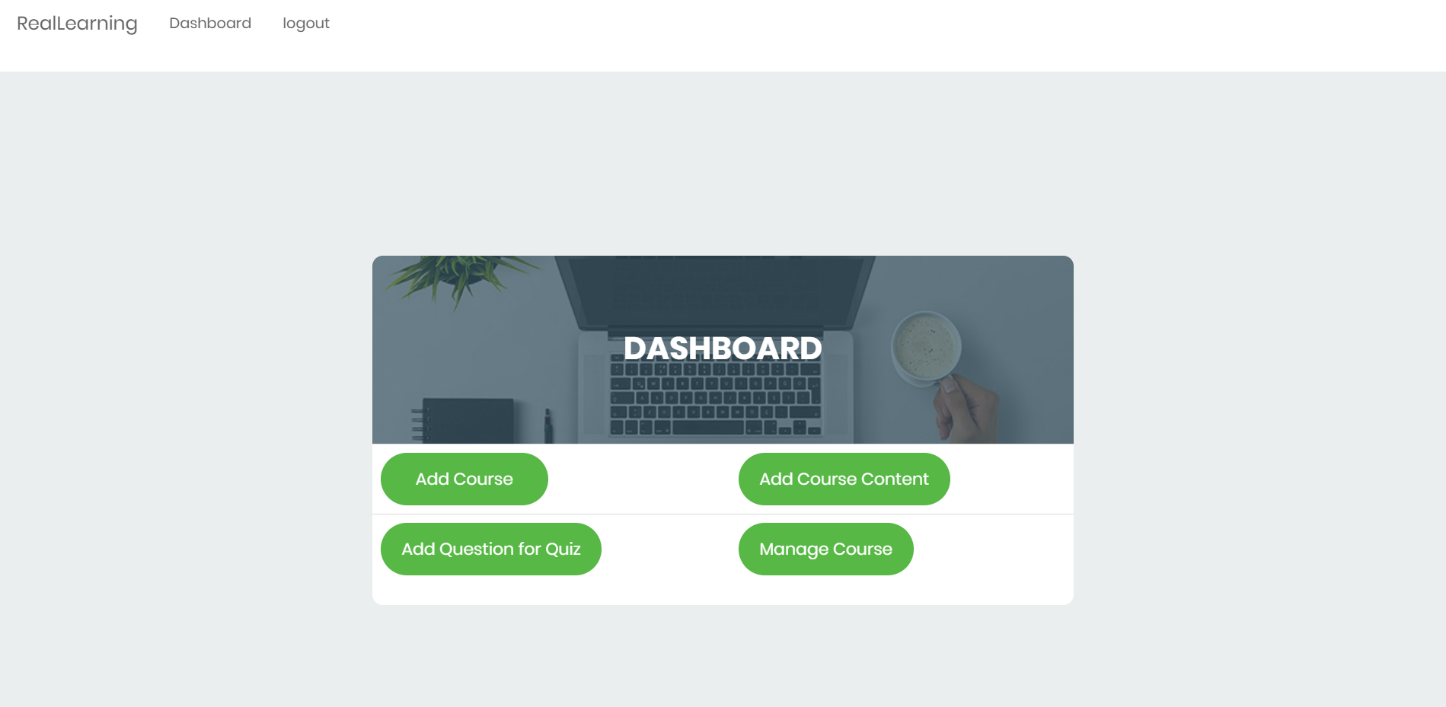 RealLearning Dashboard logout
DASHBOARD
Add Course Add Course Content
Add Question for Quiz Manage Course